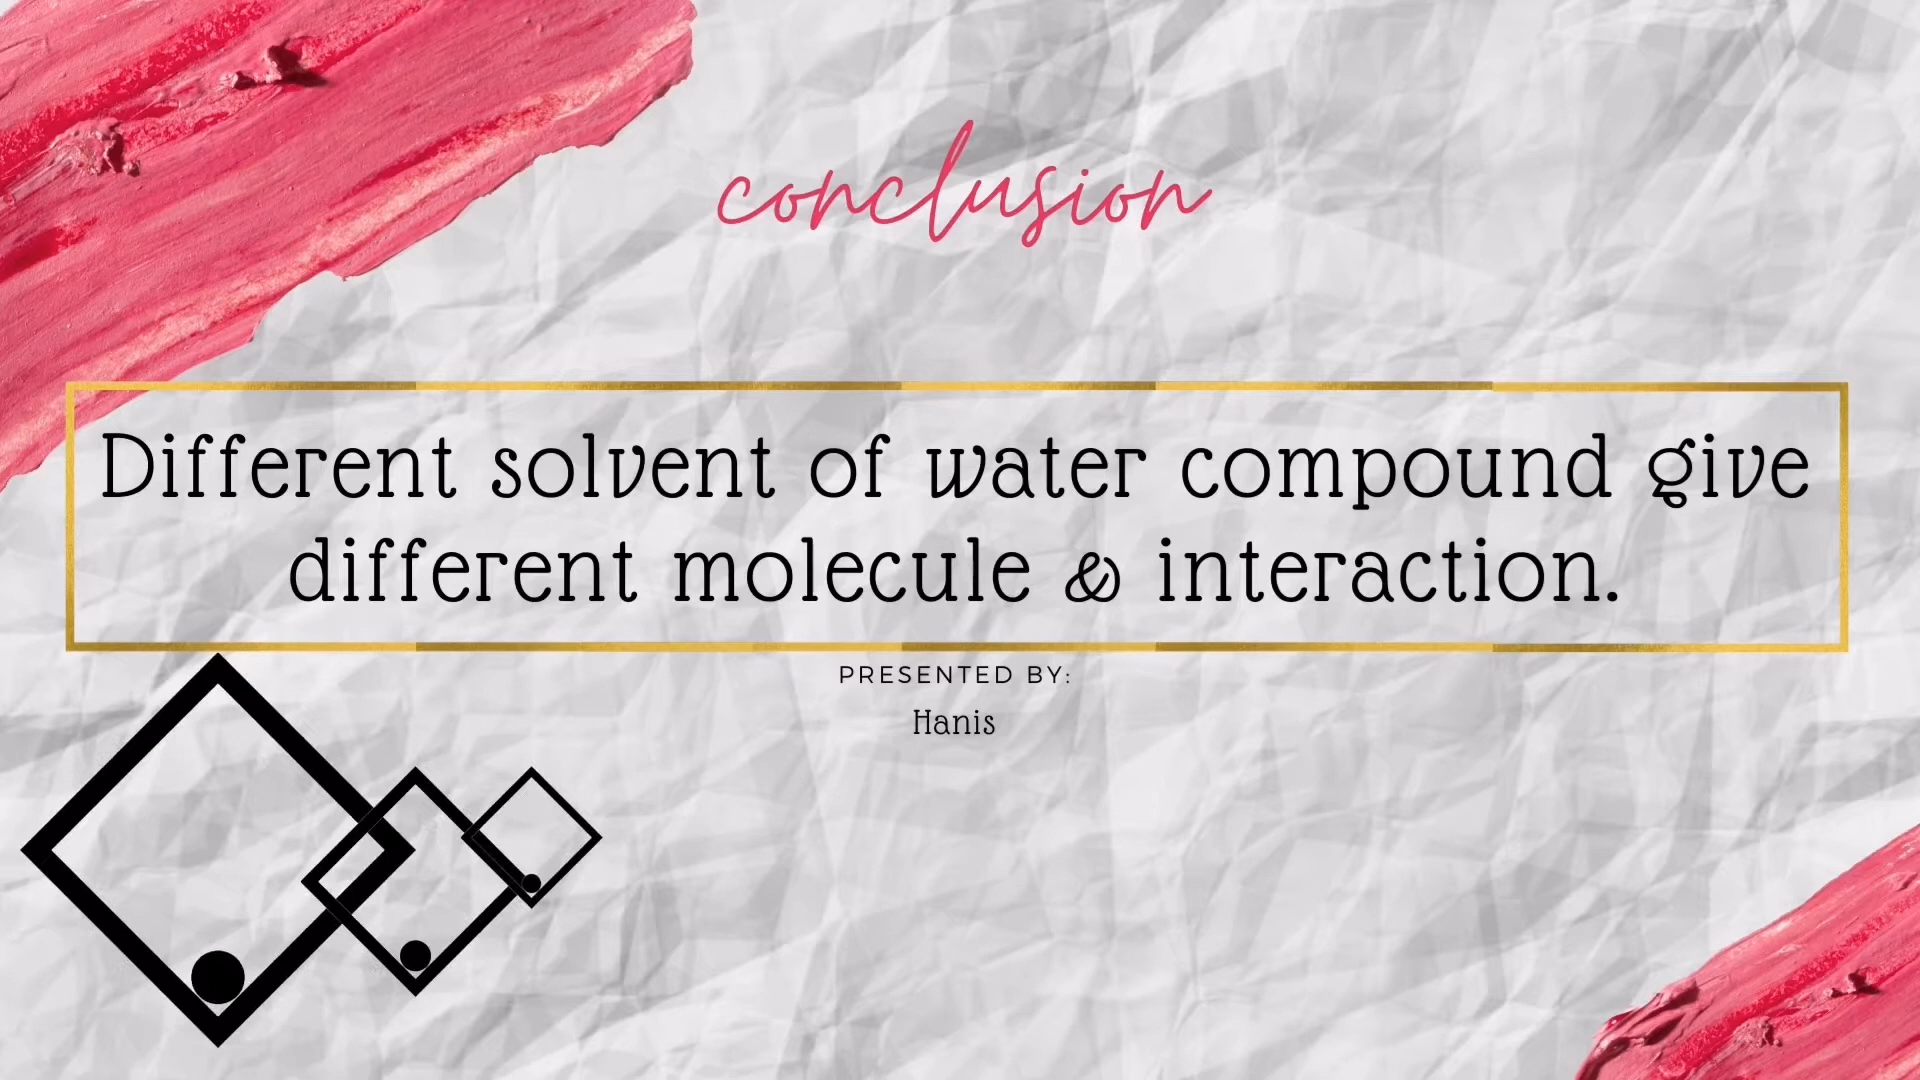 conclusion
Different solvent of water compound give
different molecule & interaction.
PRESENTED BY:
Hanis